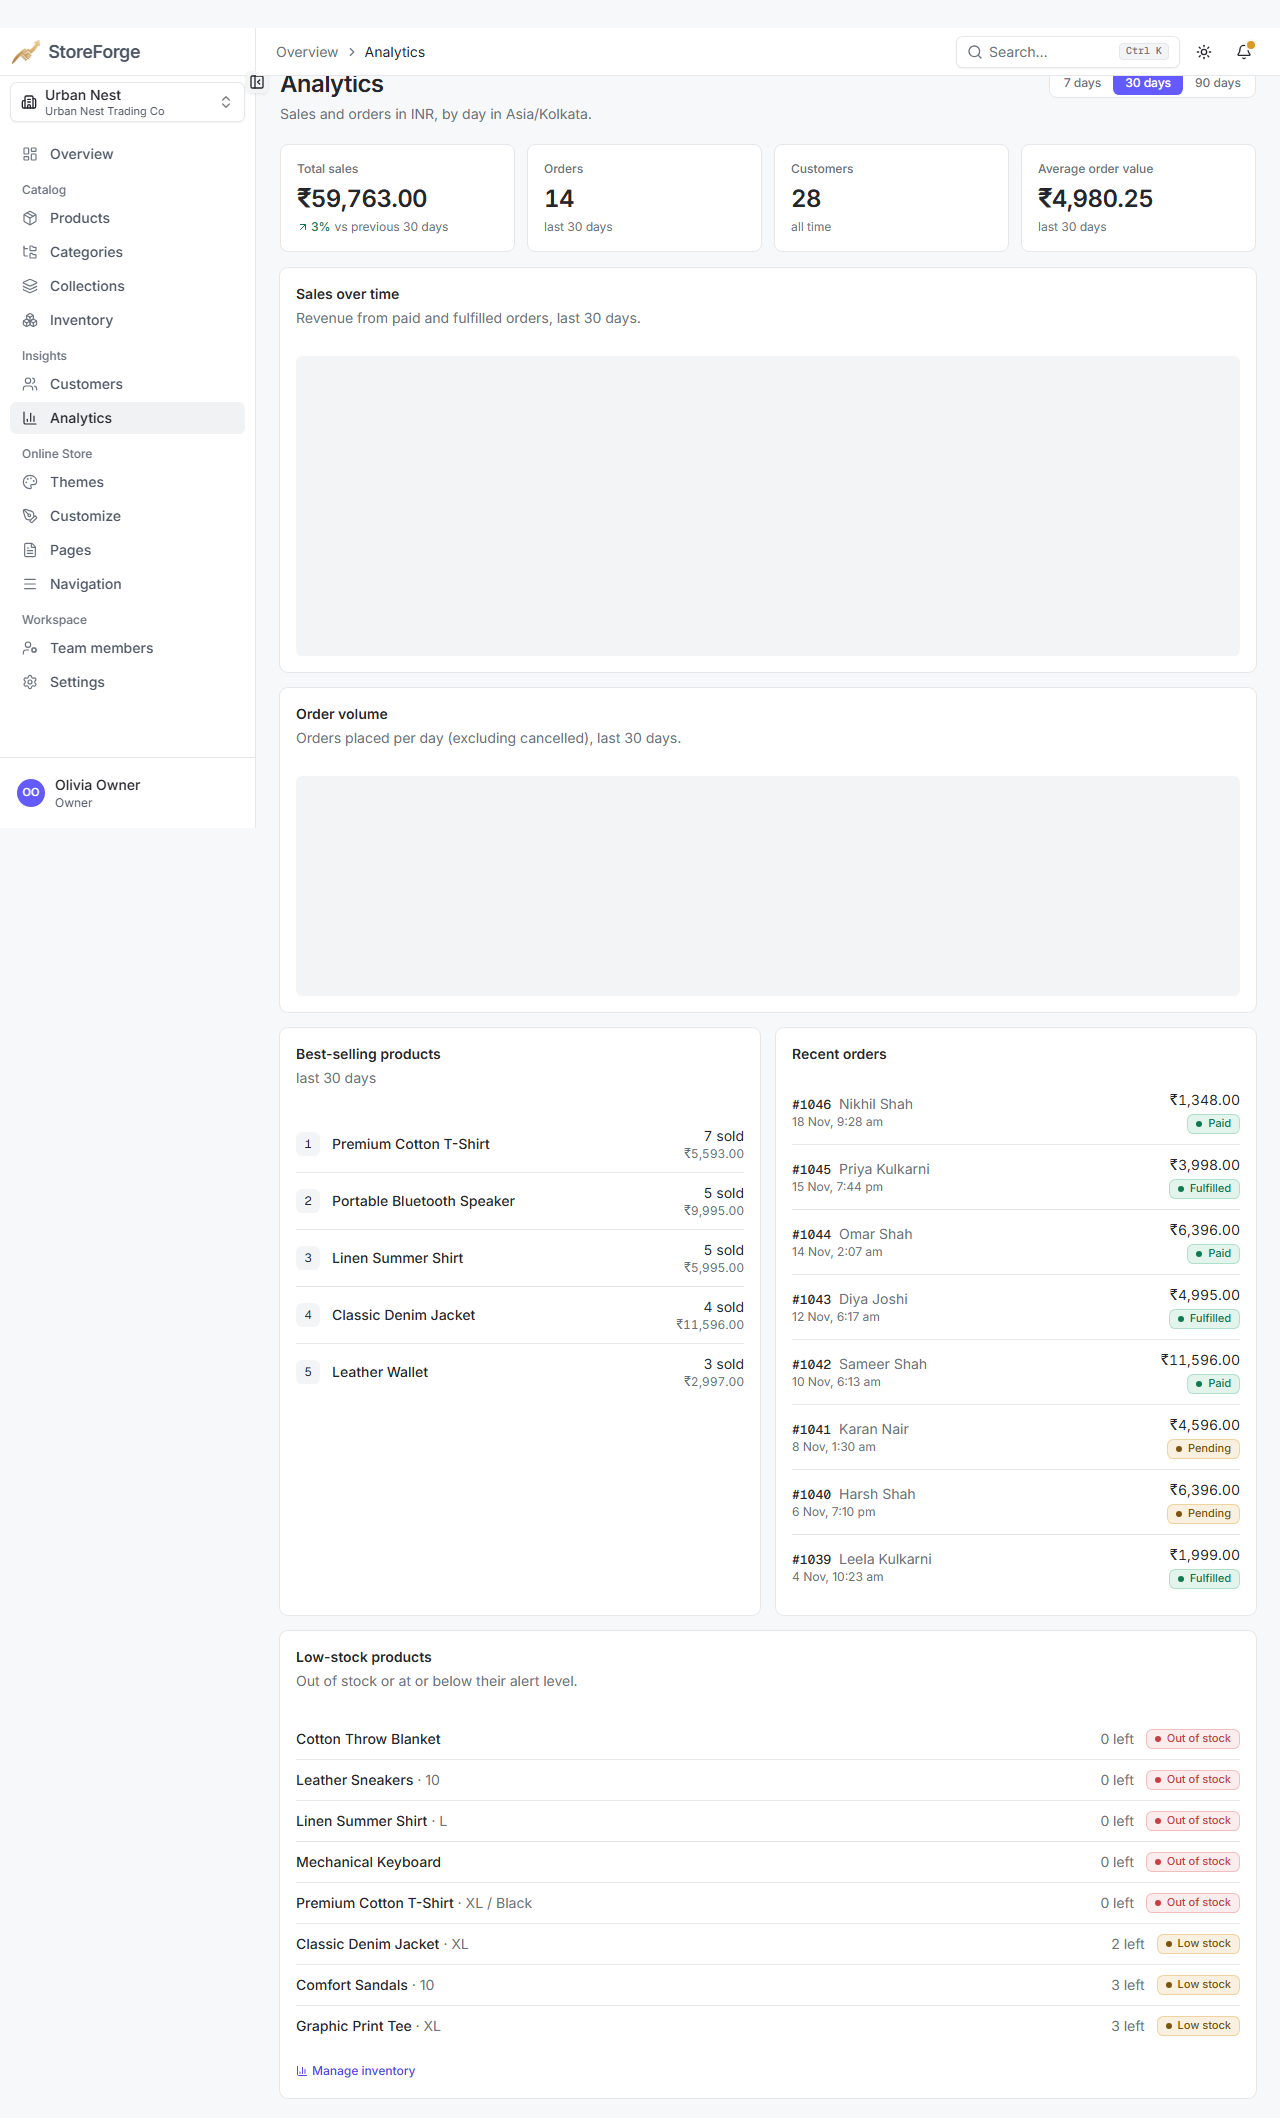 StoreForge
Overview > Analytics
Search...
Ctrl K
Urban Nest
Urban Nest Trading Co
Overview
Catalog
Products
Categories
Collections
Inventory
Insights
Customers
Analytics
Online Store
Themes
Customize
Pages
Navigation
Workspace
Team members
Settings
OO
Olivia Owner
Owner
Analytics
7 days 30 days 90 days
Sales and orders in INR, by day in Asia/Kolkata.
Total sales
₹59,763.00
3% vs previous 30 days
Orders
14
last 30 days
Customers
28
all time
Average order value
₹4,980.25
last 30 days
Sales over time
Revenue from paid and fulfilled orders, last 30 days.
Order volume
Orders placed per day (excluding cancelled), last 30 days.
Best-selling products
last 30 days
1 Premium Cotton T-Shirt 7 sold
₹5,593.00
2 Portable Bluetooth Speaker 5 sold
₹9,995.00
3 Linen Summer Shirt 5 sold
₹5,995.00
4 Classic Denim Jacket 4 sold
₹11,596.00
5 Leather Wallet 3 sold
₹2,997.00
Recent orders
#1046 Nikhil Shah ₹1,348.00
18 Nov, 9:28 am Paid
#1045 Priya Kulkarni ₹3,998.00
15 Nov, 7:44 pm Fulfilled
#1044 Omar Shah ₹6,396.00
14 Nov, 2:07 am Paid
#1043 Diya Joshi ₹4,995.00
12 Nov, 6:17 am Fulfilled
#1042 Sameer Shah ₹11,596.00
10 Nov, 6:13 am Paid
#1041 Karan Nair ₹4,596.00
8 Nov, 1:30 am Pending
#1040 Harsh Shah ₹6,396.00
6 Nov, 7:10 pm Pending
#1039 Leela Kulkarni ₹1,999.00
4 Nov, 10:23 am Fulfilled
Low-stock products
Out of stock or at or below their alert level.
Cotton Throw Blanket 0 left Out of stock
Leather Sneakers · 10 0 left Out of stock
Linen Summer Shirt · L 0 left Out of stock
Mechanical Keyboard 0 left Out of stock
Premium Cotton T-Shirt · XL / Black 0 left Out of stock
Classic Denim Jacket · XL 2 left Low stock
Comfort Sandals · 10 3 left Low stock
Graphic Print Tee · XL 3 left Low stock
Manage inventory